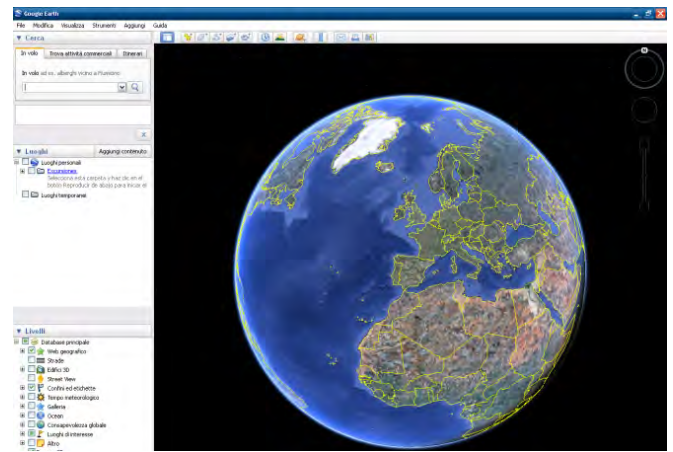 Google Earth
File Modifica Visualizza Strumenti Aggiungi Guida
Cerca
In volo Trova attività commerciali Itinerari
In volo ad es. alberghi vicino a Fiumicino
Luoghi Aggiungi contenuto
Luoghi personali
Excursiones
Selecciona esta carpeta y haz clic en el
botón Reproducir de abajo para iniciar el
Luoghi temporanei
Livelli
Database principale
Web geografico
Strade
Edifici 3D
Street View
Confini ed etichette
Tempo meteorologico
Galleria
Ocean
Consapevolezza globale
Luoghi di interesse
Altro
N